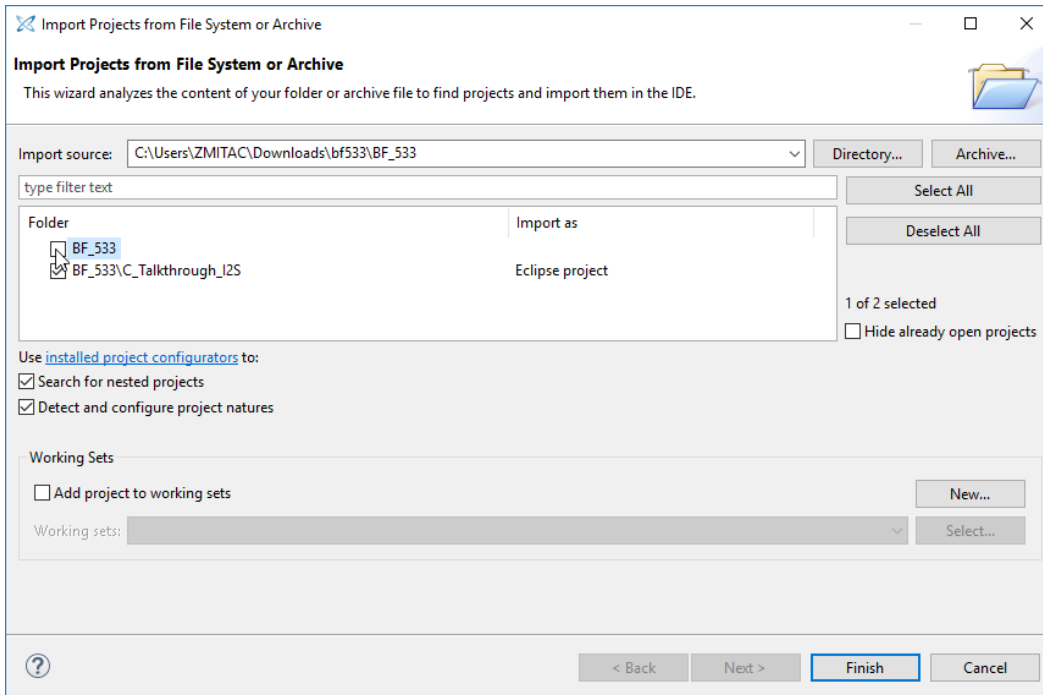 Import Projects from File System or Archive
Import Projects from File System or Archive
This wizard analyzes the content of your folder or archive file to find projects and import them in the IDE.
Import source: C:\Users\ZMITAC\Downloads\bf533\BF_533 Directory... Archive...
type filter text Select All
Folder Import as Deselect All
BF_533
BF_533\C_Talkthrough_I2S Eclipse project
1 of 2 selected
Hide already open projects
Use installed project configurators to:
Search for nested projects
Detect and configure project natures
Working Sets
Add project to working sets New...
Working sets: Select...
? < Back Next > Finish Cancel